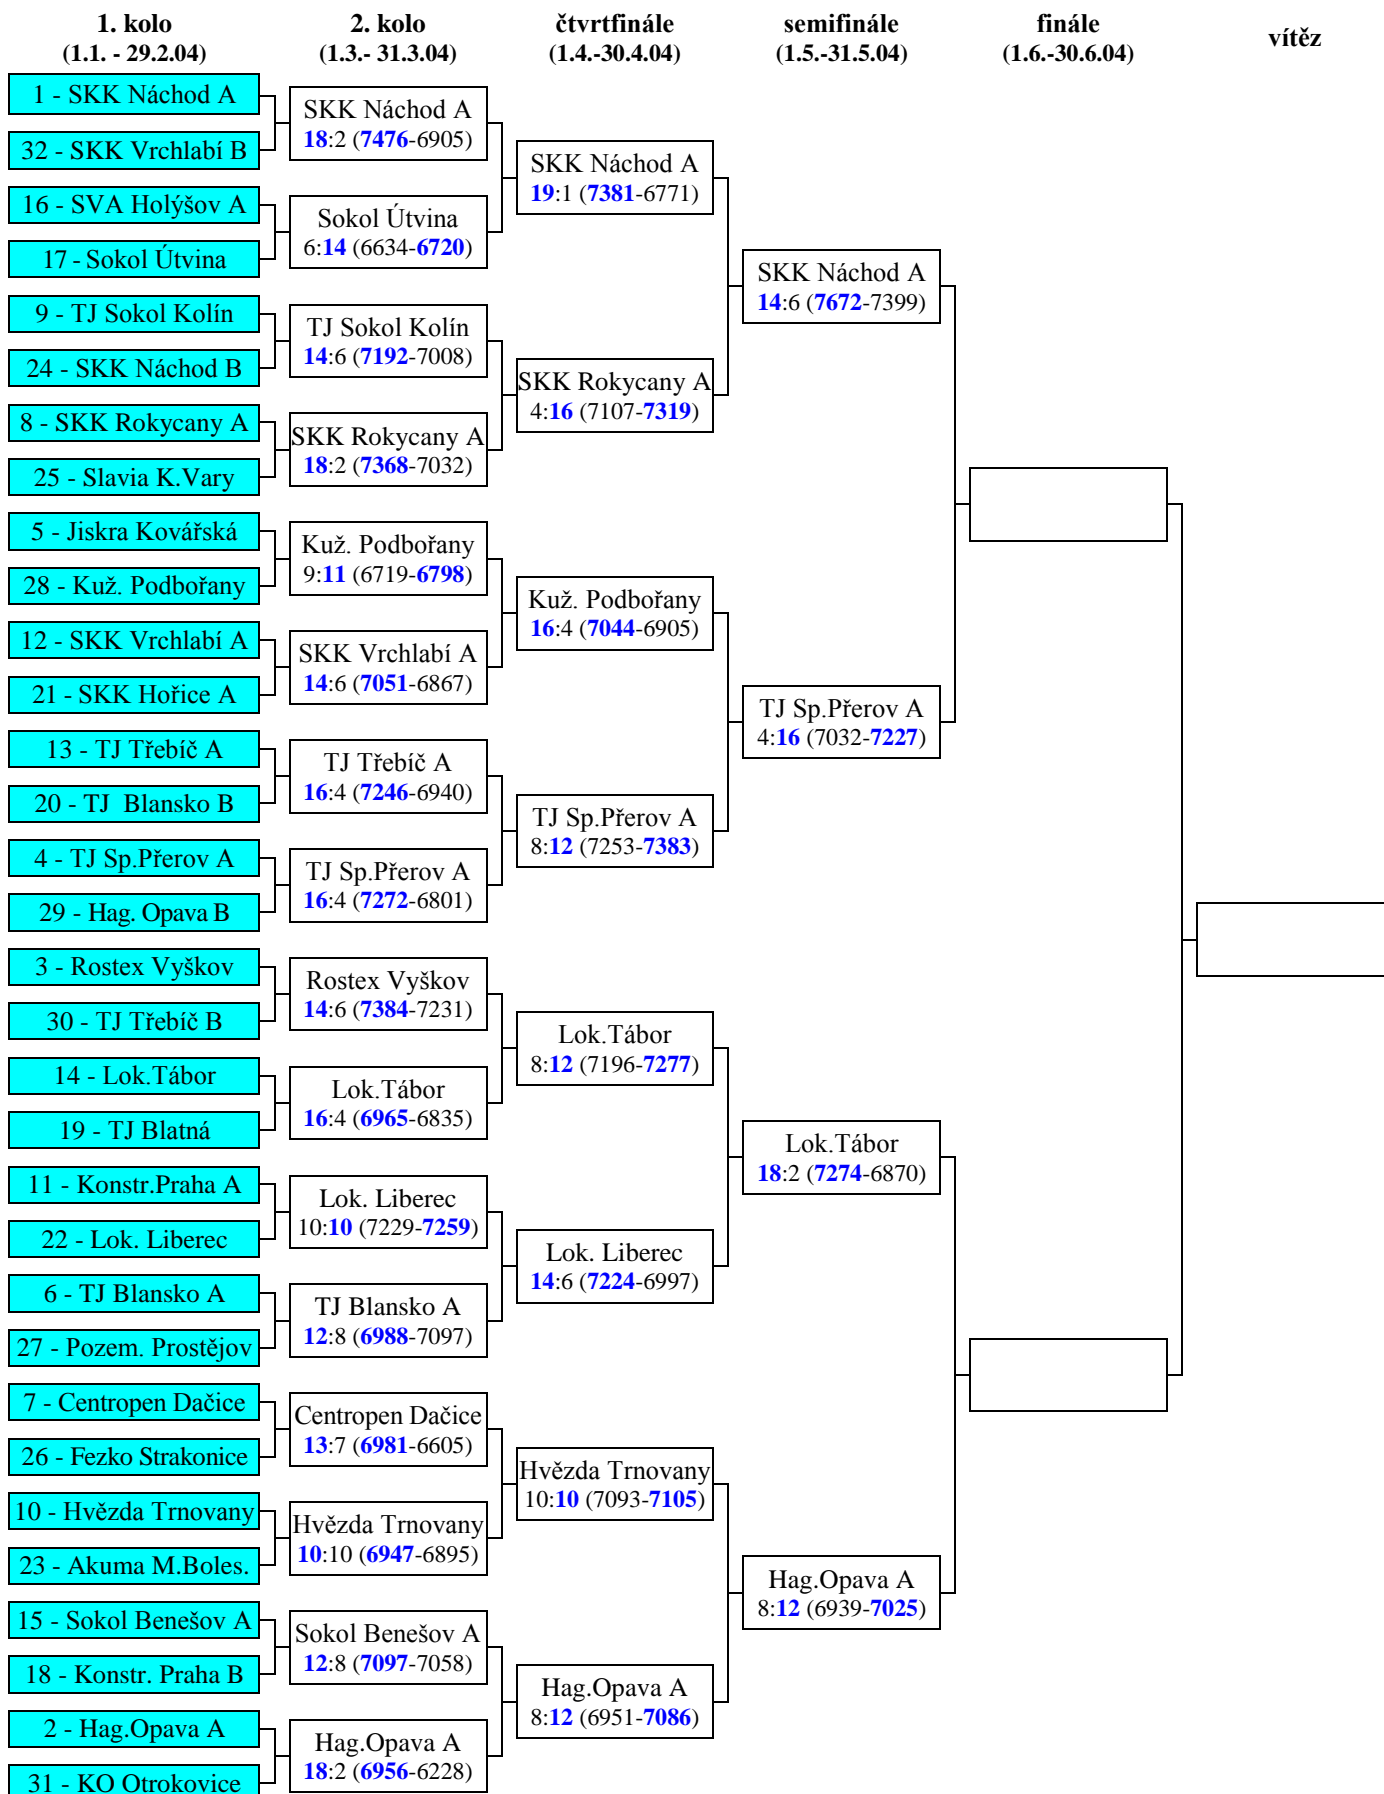 1. kolo
(1.1. - 29.2.04)
2. kolo
(1.3.- 31.3.04)
čtvrtfinále
(1.4.-30.4.04)
semifinále
(1.5.-31.5.04)
finále
(1.6.-30.6.04)
vítěz
1 - SKK Náchod A
32 - SKK Vrchlabí B
16 - SVA Holýšov A
17 - Sokol Útvina
9 - TJ Sokol Kolín
24 - SKK Náchod B
8 - SKK Rokycany A
25 - Slavia K.Vary
5 - Jiskra Kovářská
28 - Kuž. Podbořany
12 - SKK Vrchlabí A
21 - SKK Hořice A
13 - TJ Třebíč A
20 - TJ  Blansko B
4 - TJ Sp.Přerov A
29 - Hag. Opava B
3 - Rostex Vyškov
30 - TJ Třebíč B
14 - Lok.Tábor
19 - TJ Blatná
11 - Konstr.Praha A
22 - Lok. Liberec
6 - TJ Blansko A
27 - Pozem. Prostějov
7 - Centropen Dačice
26 - Fezko Strakonice
10 - Hvězda Trnovany
23 - Akuma M.Boles.
15 - Sokol Benešov A
18 - Konstr. Praha B
2 - Hag.Opava A
31 - KO Otrokovice
SKK Náchod A
18:2 (7476-6905)
Sokol Útvina
6:14 (6634-6720)
TJ Sokol Kolín
14:6 (7192-7008)
SKK Rokycany A
18:2 (7368-7032)
Kuž. Podbořany
9:11 (6719-6798)
SKK Vrchlabí A
14:6 (7051-6867)
TJ Třebíč A
16:4 (7246-6940)
TJ Sp.Přerov A
16:4 (7272-6801)
Rostex Vyškov
14:6 (7384-7231)
Lok.Tábor
16:4 (6965-6835)
Lok. Liberec
10:10 (7229-7259)
TJ Blansko A
12:8 (6988-7097)
Centropen Dačice
13:7 (6981-6605)
Hvězda Trnovany
10:10 (6947-6895)
Sokol Benešov A
12:8 (7097-7058)
Hag.Opava A
18:2 (6956-6228)
SKK Náchod A
19:1 (7381-6771)
SKK Rokycany A
4:16 (7107-7319)
Kuž. Podbořany
16:4 (7044-6905)
TJ Sp.Přerov A
8:12 (7253-7383)
Lok.Tábor
8:12 (7196-7277)
Lok. Liberec
14:6 (7224-6997)
Hvězda Trnovany
10:10 (7093-7105)
Hag.Opava A
8:12 (6951-7086)
SKK Náchod A
14:6 (7672-7399)
TJ Sp.Přerov A
4:16 (7032-7227)
Lok.Tábor
18:2 (7274-6870)
Hag.Opava A
8:12 (6939-7025)